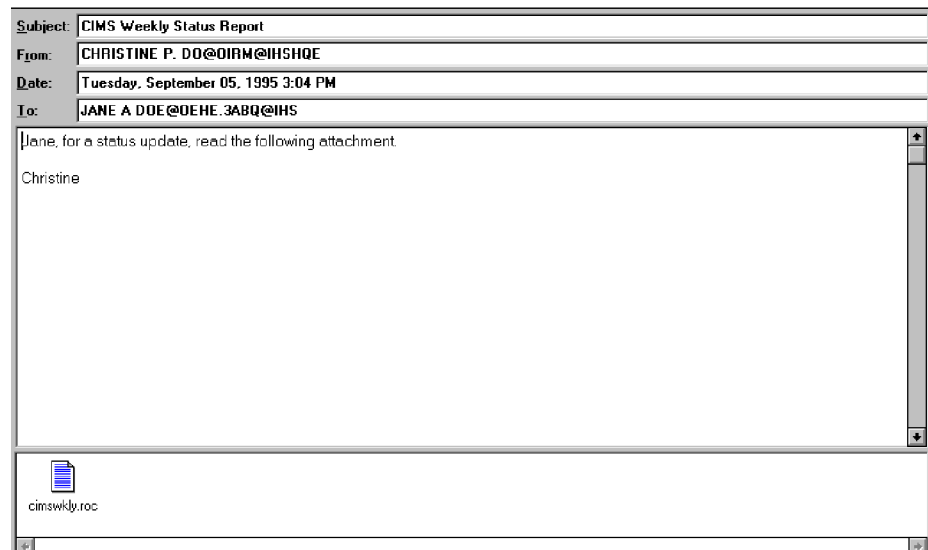 Subject: CIMS Weekly Status Report
From: CHRISTINE P. DO@OIRM@IHSHQE
Date: Tuesday, September 05, 1995 3:04 PM
To: JANE A DOE@OEHE.3ABQ@IHS
Jane, for a status update, read the following attachment.
Christine
cimswkly.roc